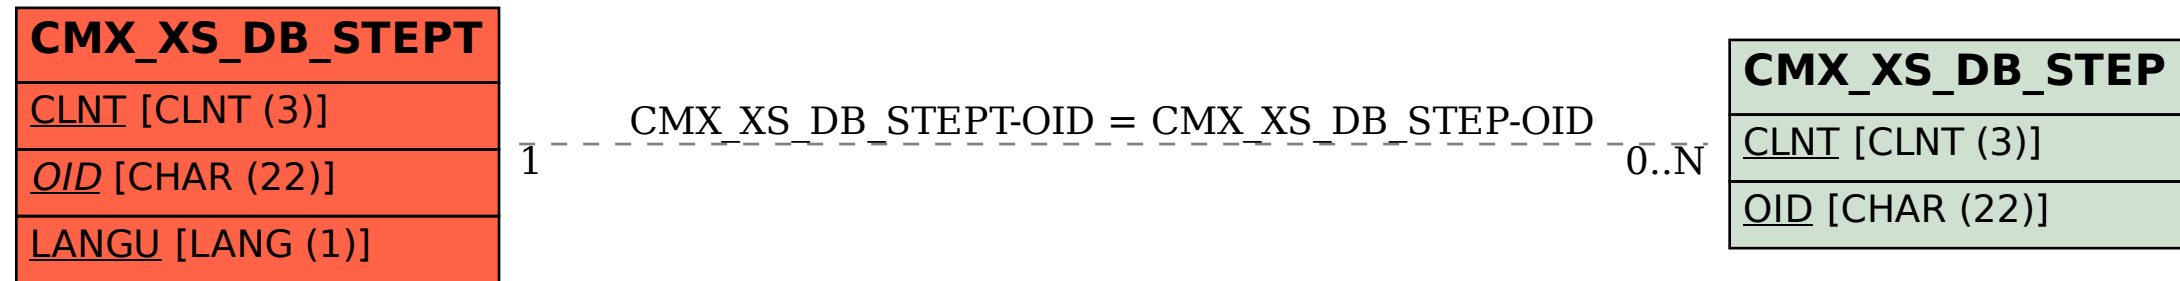 CMX_XS_DB_STEPT
CLNT [CLNT (3)]
OID [CHAR (22)]
LANGU [LANG (1)]
CMX_XS_DB_STEPT-OID = CMX_XS_DB_STEP-OID
1
0..N
CMX_XS_DB_STEP
CLNT [CLNT (3)]
OID [CHAR (22)]